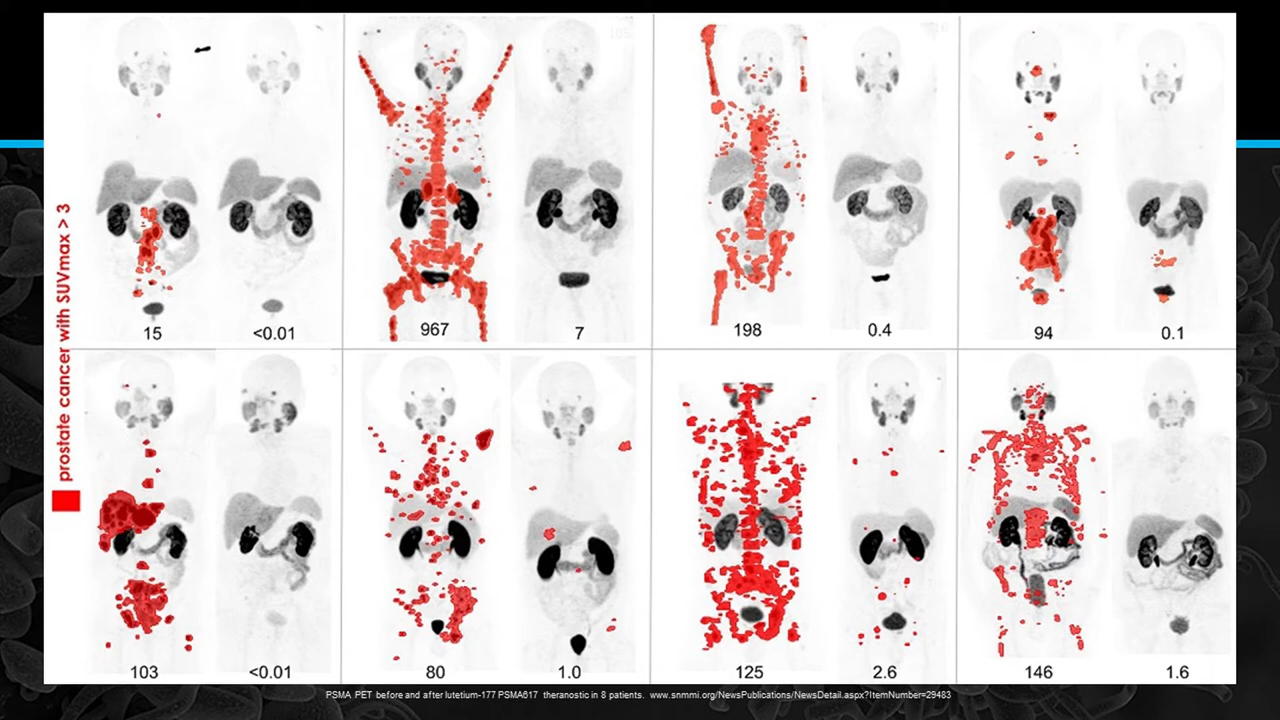 prostate cancer with SUVmax > 3
15 <0.01 967 7 198 0.4 94 0.1
103 <0.01 80 1.0 125 2.6 146 1.6
PSMA PET before and after lutetium-177 PSMA617 theranostic in 8 patients. www.snmmi.org/NewsPublications/NewsDetail.aspx?ItemNumber=29483